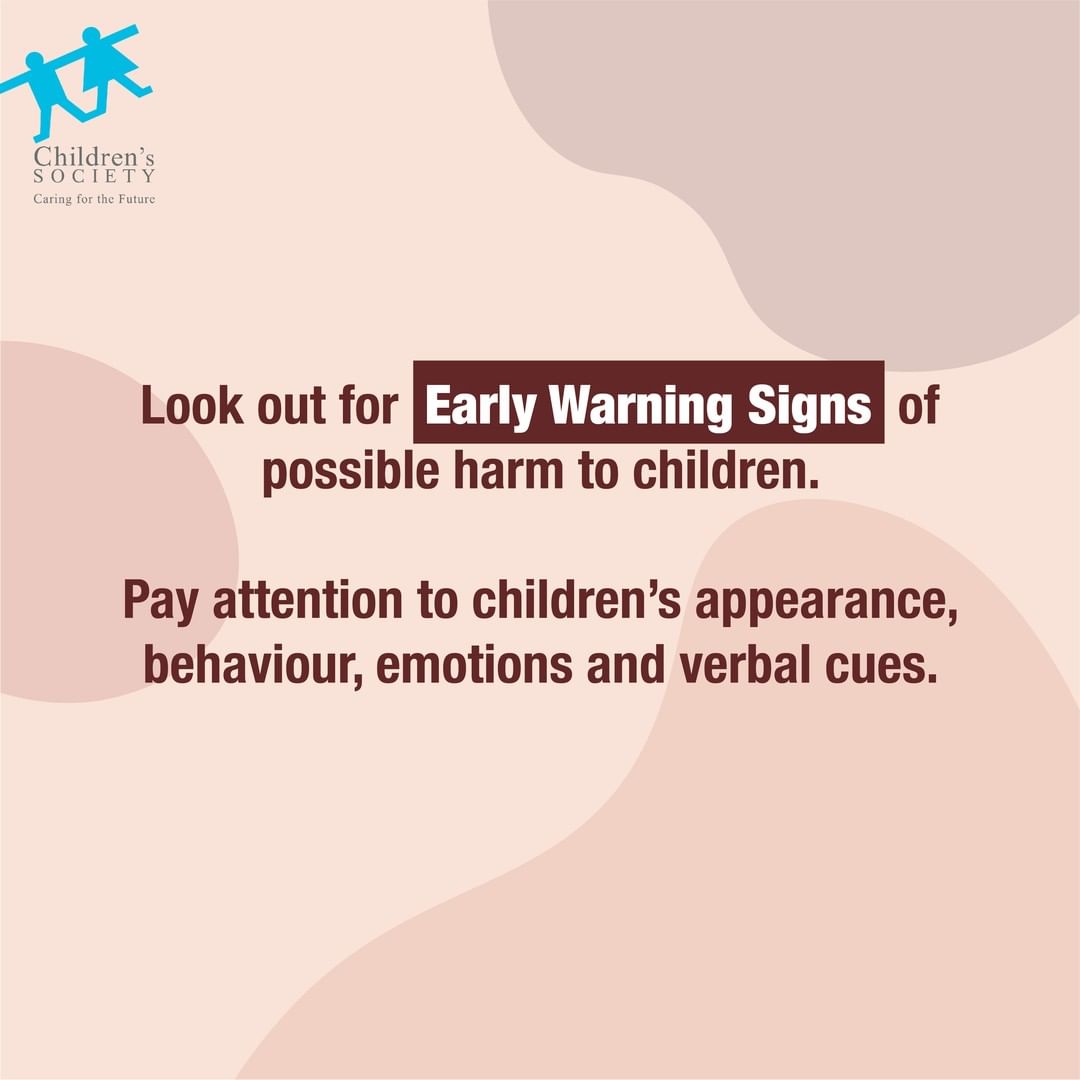 Children's
SOCIETY
Caring for the Future
Look out for Early Warning Signs of
possible harm to children.
Pay attention to children’s appearance,
behaviour, emotions and verbal cues.